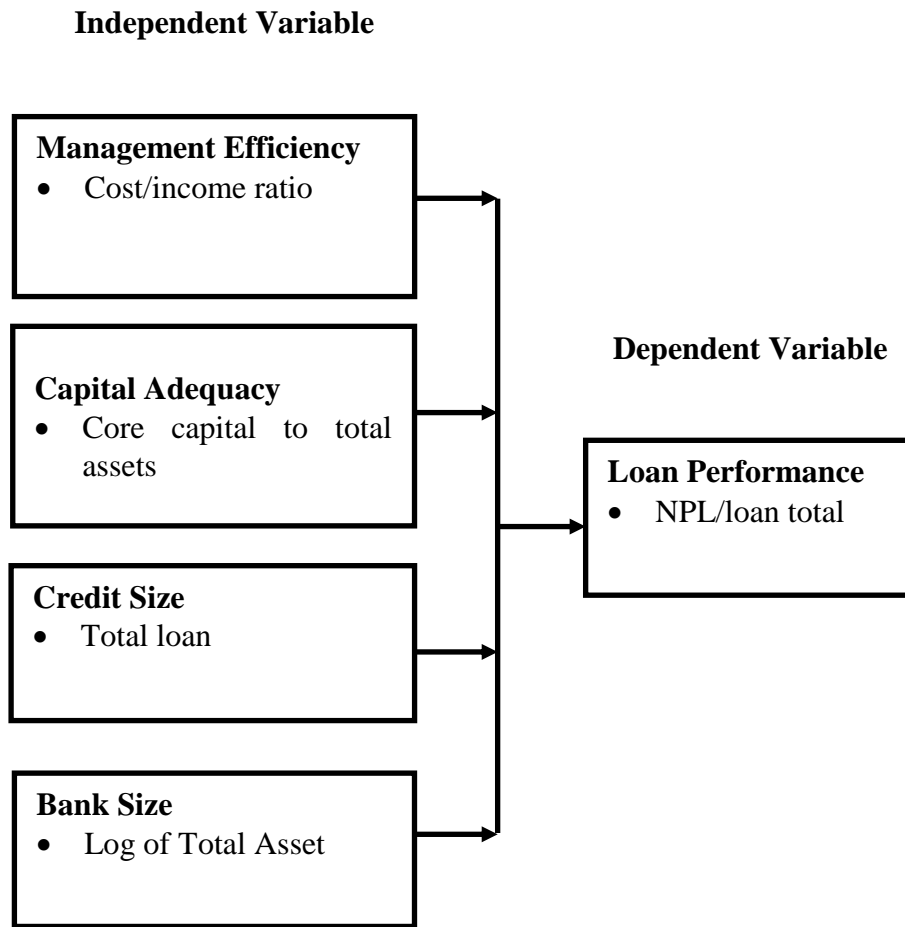 Independent Variable
Management Efficiency
• Cost/income ratio
Capital Adequacy
• Core capital to total
assets
Credit Size
• Total loan
Bank Size
• Log of Total Asset
Dependent Variable
Loan Performance
• NPL/loan total